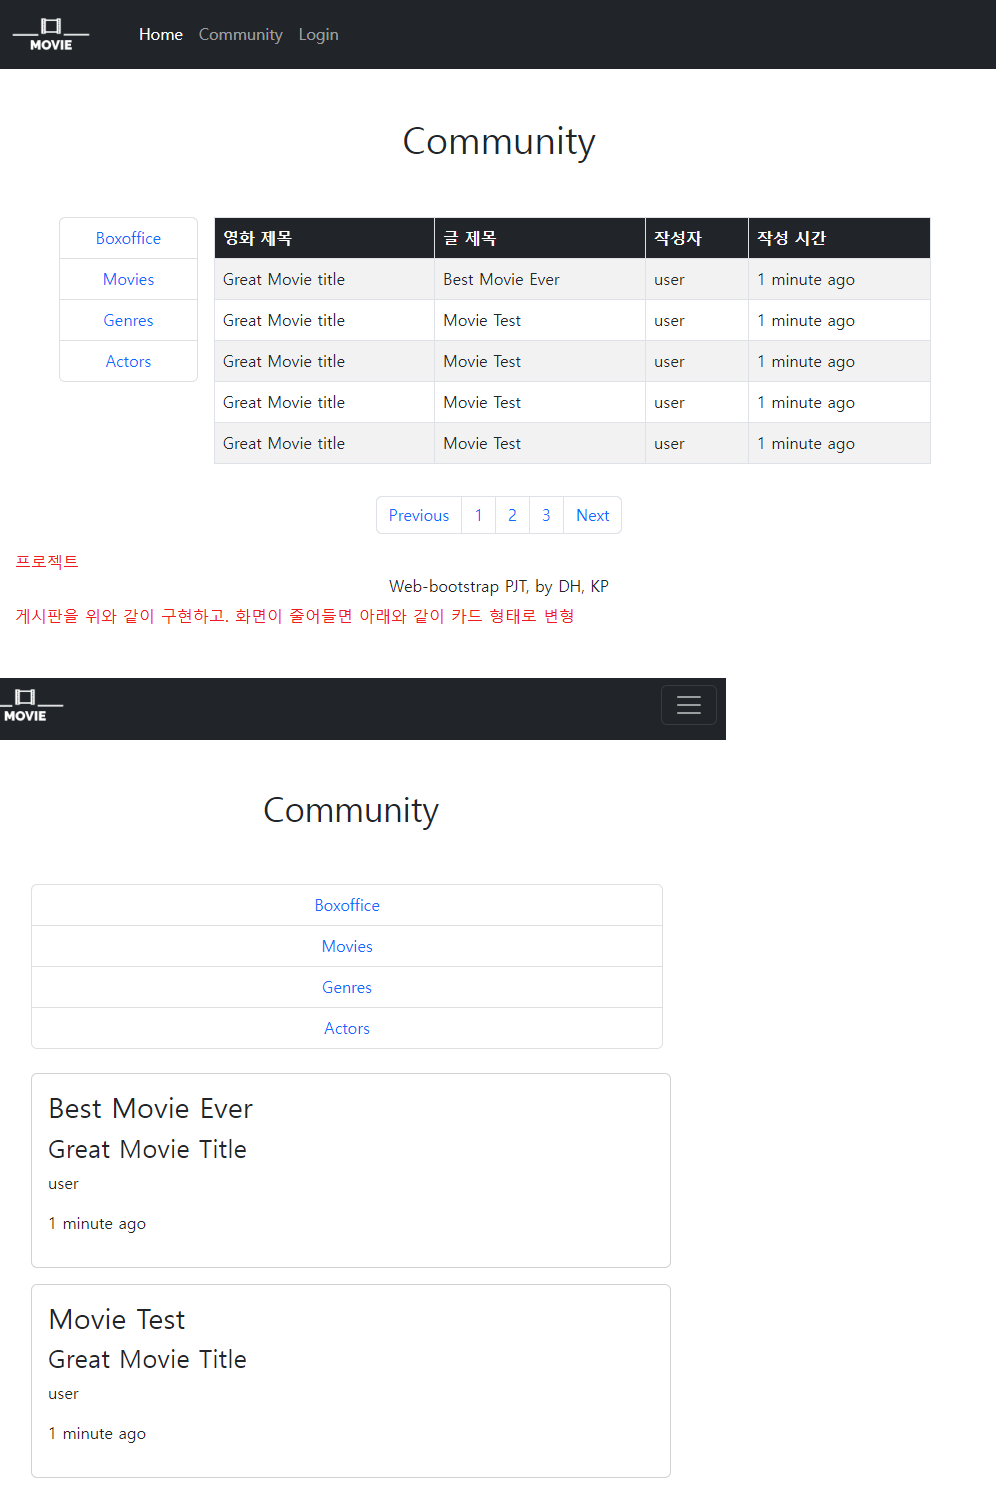 MOVIE Home Community Login
Community
Boxoffice
Movies
Genres
Actors
영화 제목 글 제목 작성자 작성 시간
Great Movie title Best Movie Ever user 1 minute ago
Great Movie title Movie Test user 1 minute ago
Great Movie title Movie Test user 1 minute ago
Great Movie title Movie Test user 1 minute ago
Great Movie title Movie Test user 1 minute ago
Previous 1 2 3 Next
프로젝트
Web-bootstrap PJT, by DH, KP
게시판을 위와 같이 구현하고. 화면이 줄어들면 아래와 같이 카드 형태로 변형
MOVIE
Community
Boxoffice
Movies
Genres
Actors
Best Movie Ever
Great Movie Title
user
1 minute ago
Movie Test
Great Movie Title
user
1 minute ago